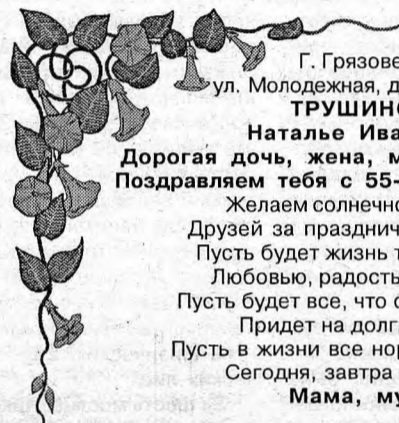 Г. Грязове
ул. Молодежная, д
ТРУШИНО
Наталье Ива
Дорогая дочь, жена, м
Поздравляем тебя с 55-
Желаем солнечно
Друзей за празднич
Пусть будет жизнь т
Любовью, радость
Пусть будет все, что
Придет на долг
Пусть в жизни все нор
Сегодня, завтра
Мама, му